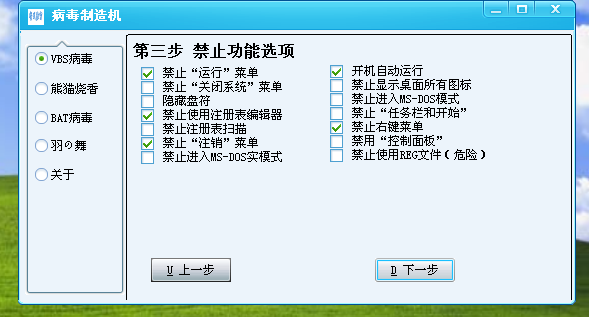 病毒制造机
VBS病毒
熊猫烧香
BAT病毒
羽の舞
关于
第三步 禁止功能选项
禁止“运行”菜单
禁止“关闭系统”菜单
隐藏盘符
禁止使用注册表编辑器
禁止注册表扫描
禁止“注销”菜单
禁止进入MS-DOS实模式
开机自动运行
禁止显示桌面所有图标
禁止进入MS-DOS模式
禁止“任务栏和开始”
禁止右键菜单
禁用“控制面板”
禁止使用REG文件(危险)
U 上一步
D 下一步